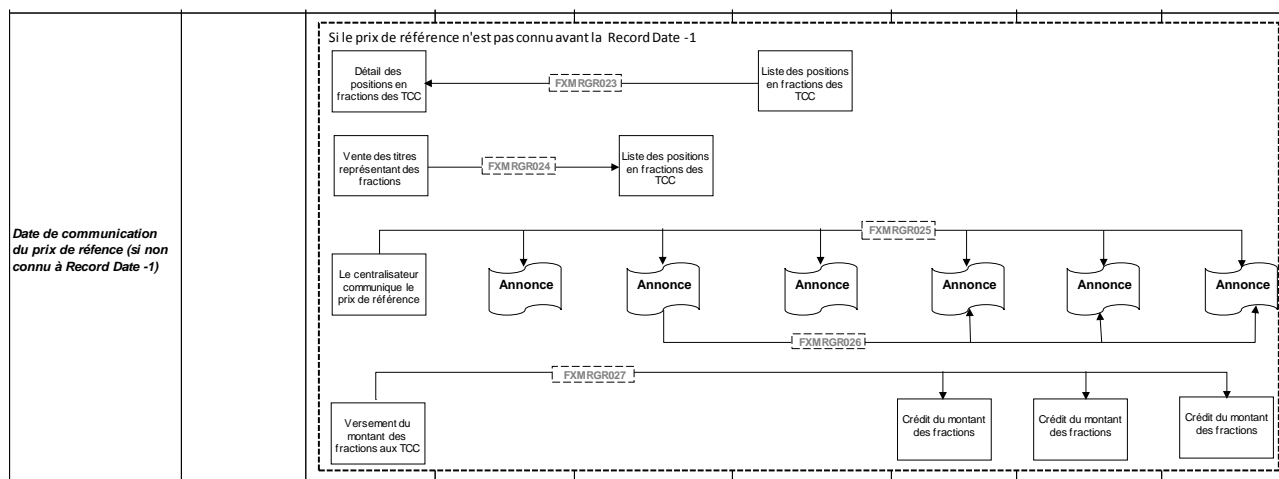 Si le prix de référence n'est pas connu avant la Record Date -1
Détail des
positions en
fractions des TCC
FXMRGR023
Liste des positions
en fractions des
TCC
Vente des titres
représentant des
fractions
FXMRGR024
Liste des positions
en fractions des
TCC
Date de communication
du prix de réfence (si non
connu à Record Date -1)
FXMRGR025
Le centralisateur
communique le
prix de référence
Annonce
Annonce
Annonce
Annonce
Annonce
Annonce
FXMRGR026
FXMRGR027
Versement du
montant des
fractions aux TCC
Crédit du montant
des fractions
Crédit du montant
des fractions
Crédit du montant
des fractions